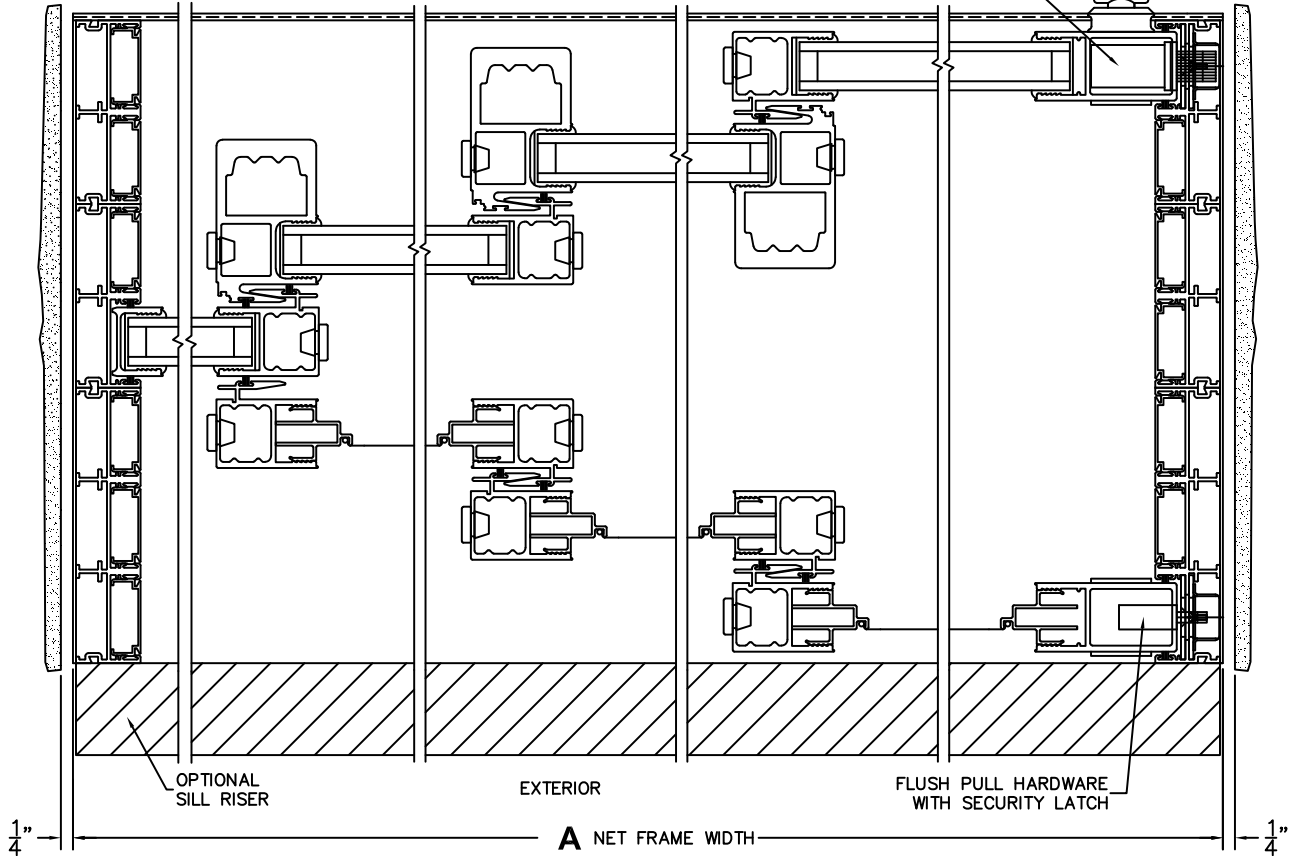 OPTIONAL
SILL RISER
EXTERIOR
FLUSH PULL HARDWARE
WITH SECURITY LATCH
1/4"
A NET FRAME WIDTH
1/4"